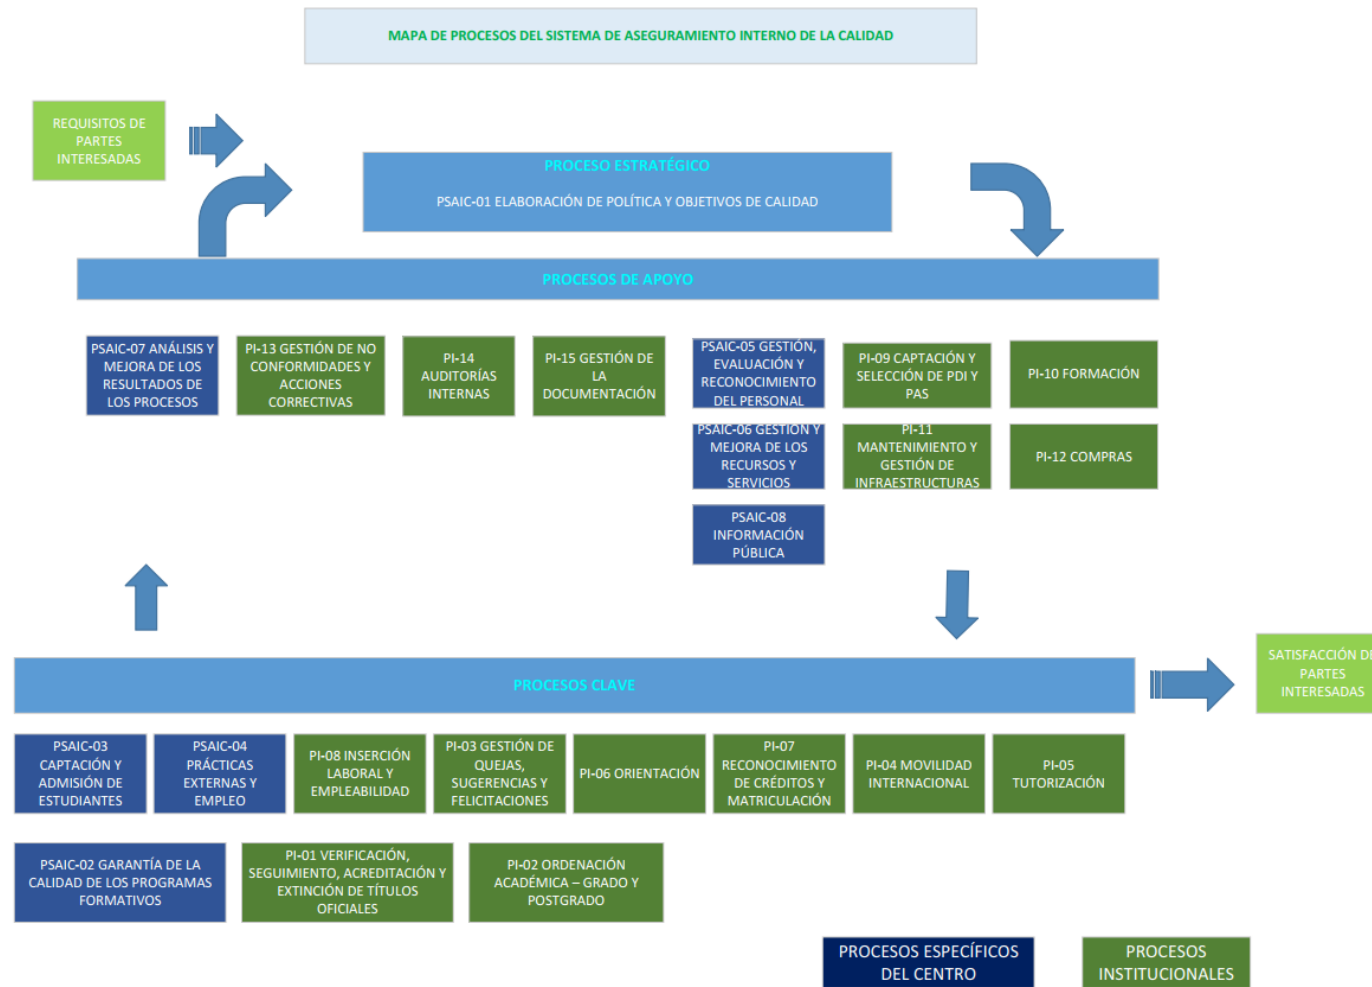 MAPA DE PROCESOS DEL SISTEMA DE ASEGURAMIENTO INTERNO DE LA CALIDAD
REQUISITOS DE
PARTES
INTERESADAS
PROCESO ESTRATÉGICO
PSAIC-01 ELABORACIÓN DE POLÍTICA Y OBJETIVOS DE CALIDAD
PROCESOS DE APOYO
PSAIC-07 ANÁLISIS Y
MEJORA DE LOS
RESULTADOS DE
LOS PROCESOS
PI-13 GESTIÓN DE NO
CONFORMIDADES Y
ACCIONES
CORRECTIVAS
PI-14
AUDITORÍAS
INTERNAS
PI-15 GESTIÓN DE
LA
DOCUMENTACIÓN
PSAIC-05 GESTIÓN,
EVALUACIÓN Y
RECONOCIMIENTO
DEL PERSONAL
PI-09 CAPTACIÓN Y
SELECCIÓN DE PDI Y
PAS
PI-10 FORMACIÓN
PSAIC-06 GESTIÓN Y
MEJORA DE LOS
RECURSOS Y
SERVICIOS
PI-11
MANTENIMIENTO Y
GESTIÓN DE
INFRAESTRUCTURAS
PI-12 COMPRAS
PSAIC-08
INFORMACIÓN
PÚBLICA
PROCESOS CLAVE
SATISFACCIÓN DE
PARTES
INTERESADAS
PSAIC-03
CAPTACIÓN Y
ADMISIÓN DE
ESTUDIANTES
PSAIC-04
PRÁCTICAS
EXTERNAS Y
EMPLEO
PI-08 INSERCIÓN
LABORAL Y
EMPLEABILIDAD
PI-03 GESTIÓN DE
QUEJAS,
SUGERENCIAS Y
FELICITACIONES
PI-06 ORIENTACIÓN
PI-07
RECONOCIMIENTO
DE CRÉDITOS Y
MATRICULACIÓN
PI-04 MOVILIDAD
INTERNACIONAL
PI-05
TUTORIZACIÓN
PSAIC-02 GARANTÍA DE LA
CALIDAD DE LOS PROGRAMAS
FORMATIVOS
PI-01 VERIFICACIÓN,
SEGUIMIENTO, ACREDITACIÓN Y
EXTINCIÓN DE TÍTULOS
OFICIALES
PI-02 ORDENACIÓN
ACADÉMICA – GRADO Y
POSTGRADO
PROCESOS ESPECÍFICOS
DEL CENTRO
PROCESOS
INSTITUCIONALES